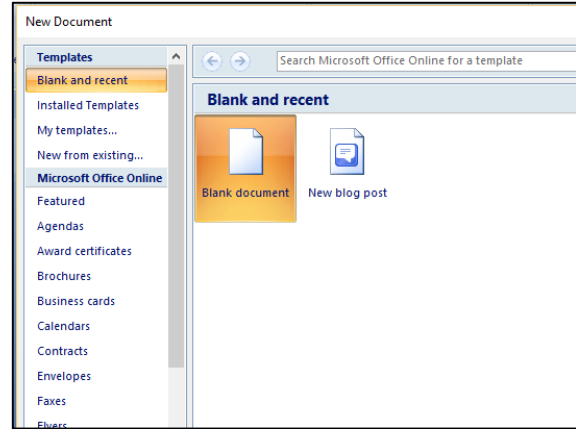 New Document
Templates
Blank and recent
Installed Templates
My templates...
New from existing...
Microsoft Office Online
Featured
Agendas
Award certificates
Brochures
Business cards
Calendars
Contracts
Envelopes
Faxes
Flyers
Search Microsoft Office Online for a template
Blank and recent
Blank document
New blog post